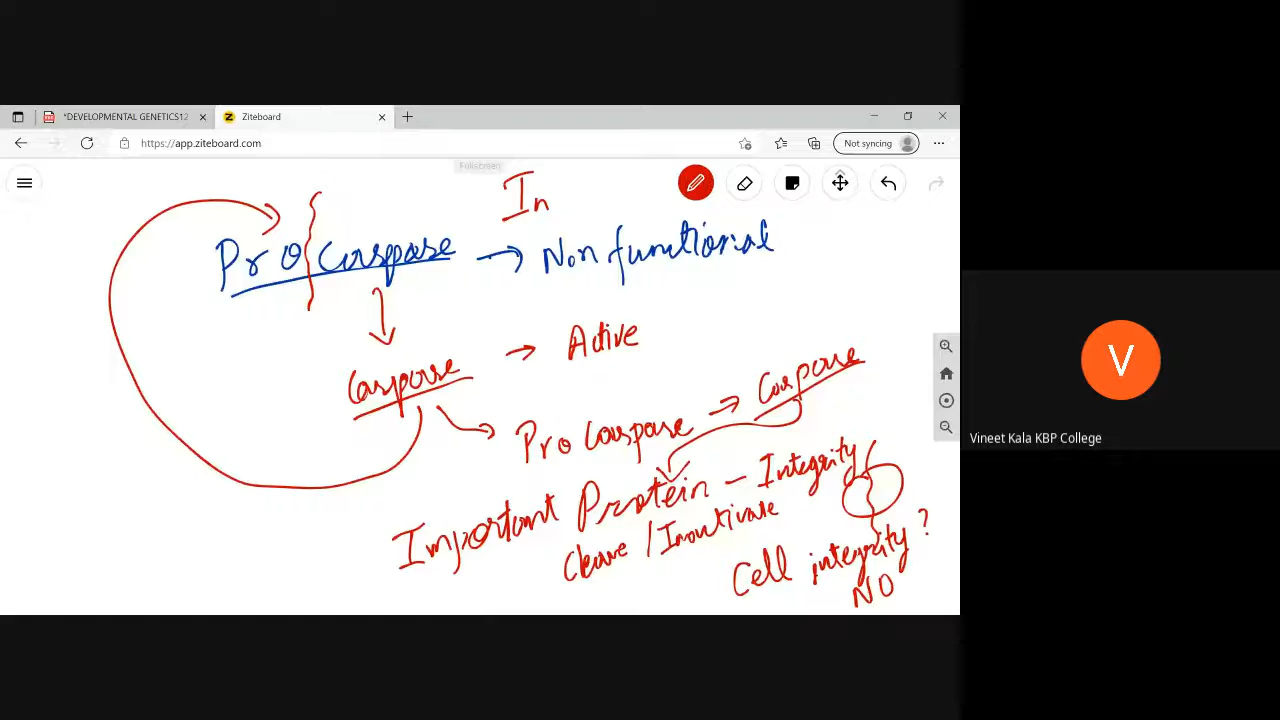 *DEVELOPMENTAL GENETICS12
Ziteboard
https://app.ziteboard.com
Not syncing
Fullscreen
In
Pro Caspase → Non functional
Caspase → Active
Pro Caspase → Caspase
Important Protein - Integrity
Cleave / Inactivate
Cell integrity?
NO
V
Vineet Kala KBP College